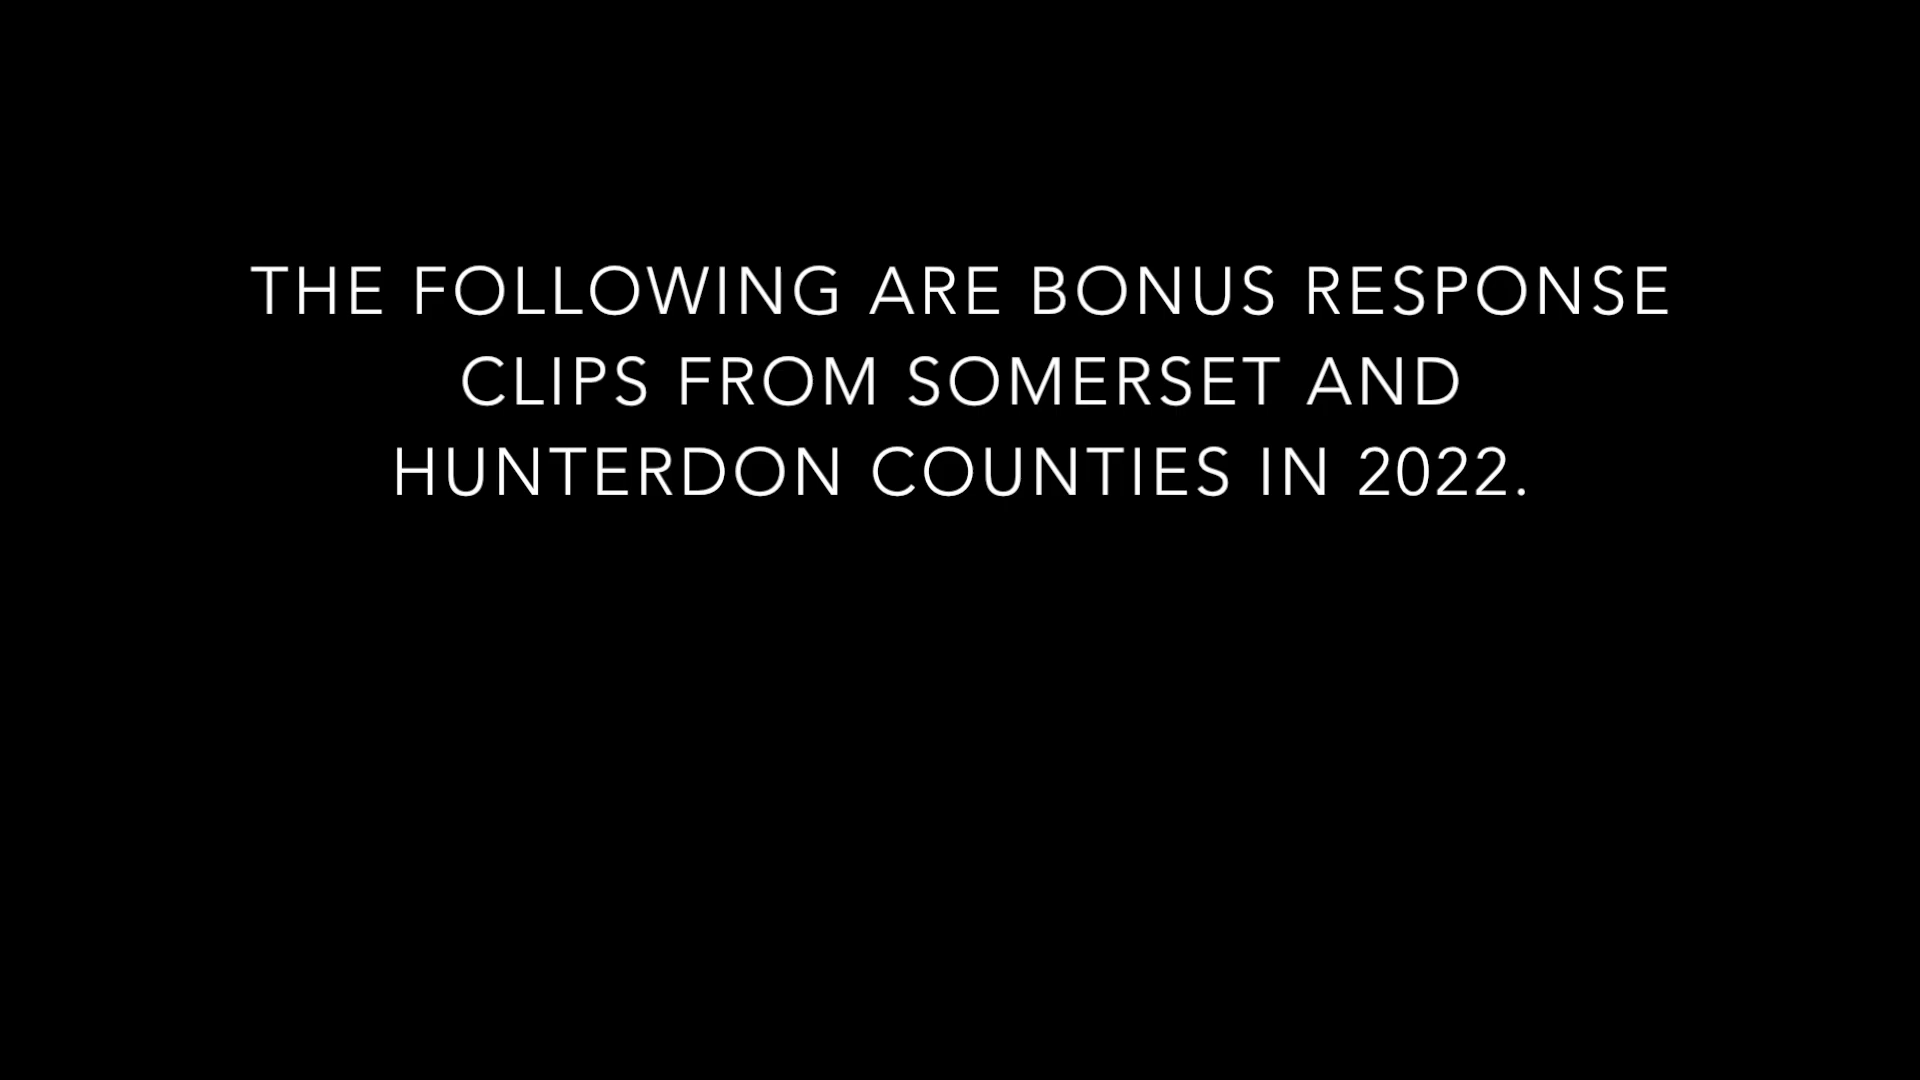 THE FOLLOWING ARE BONUS RESPONSE
CLIPS FROM SOMERSET AND
HUNTERDON COUNTIES IN 2022.